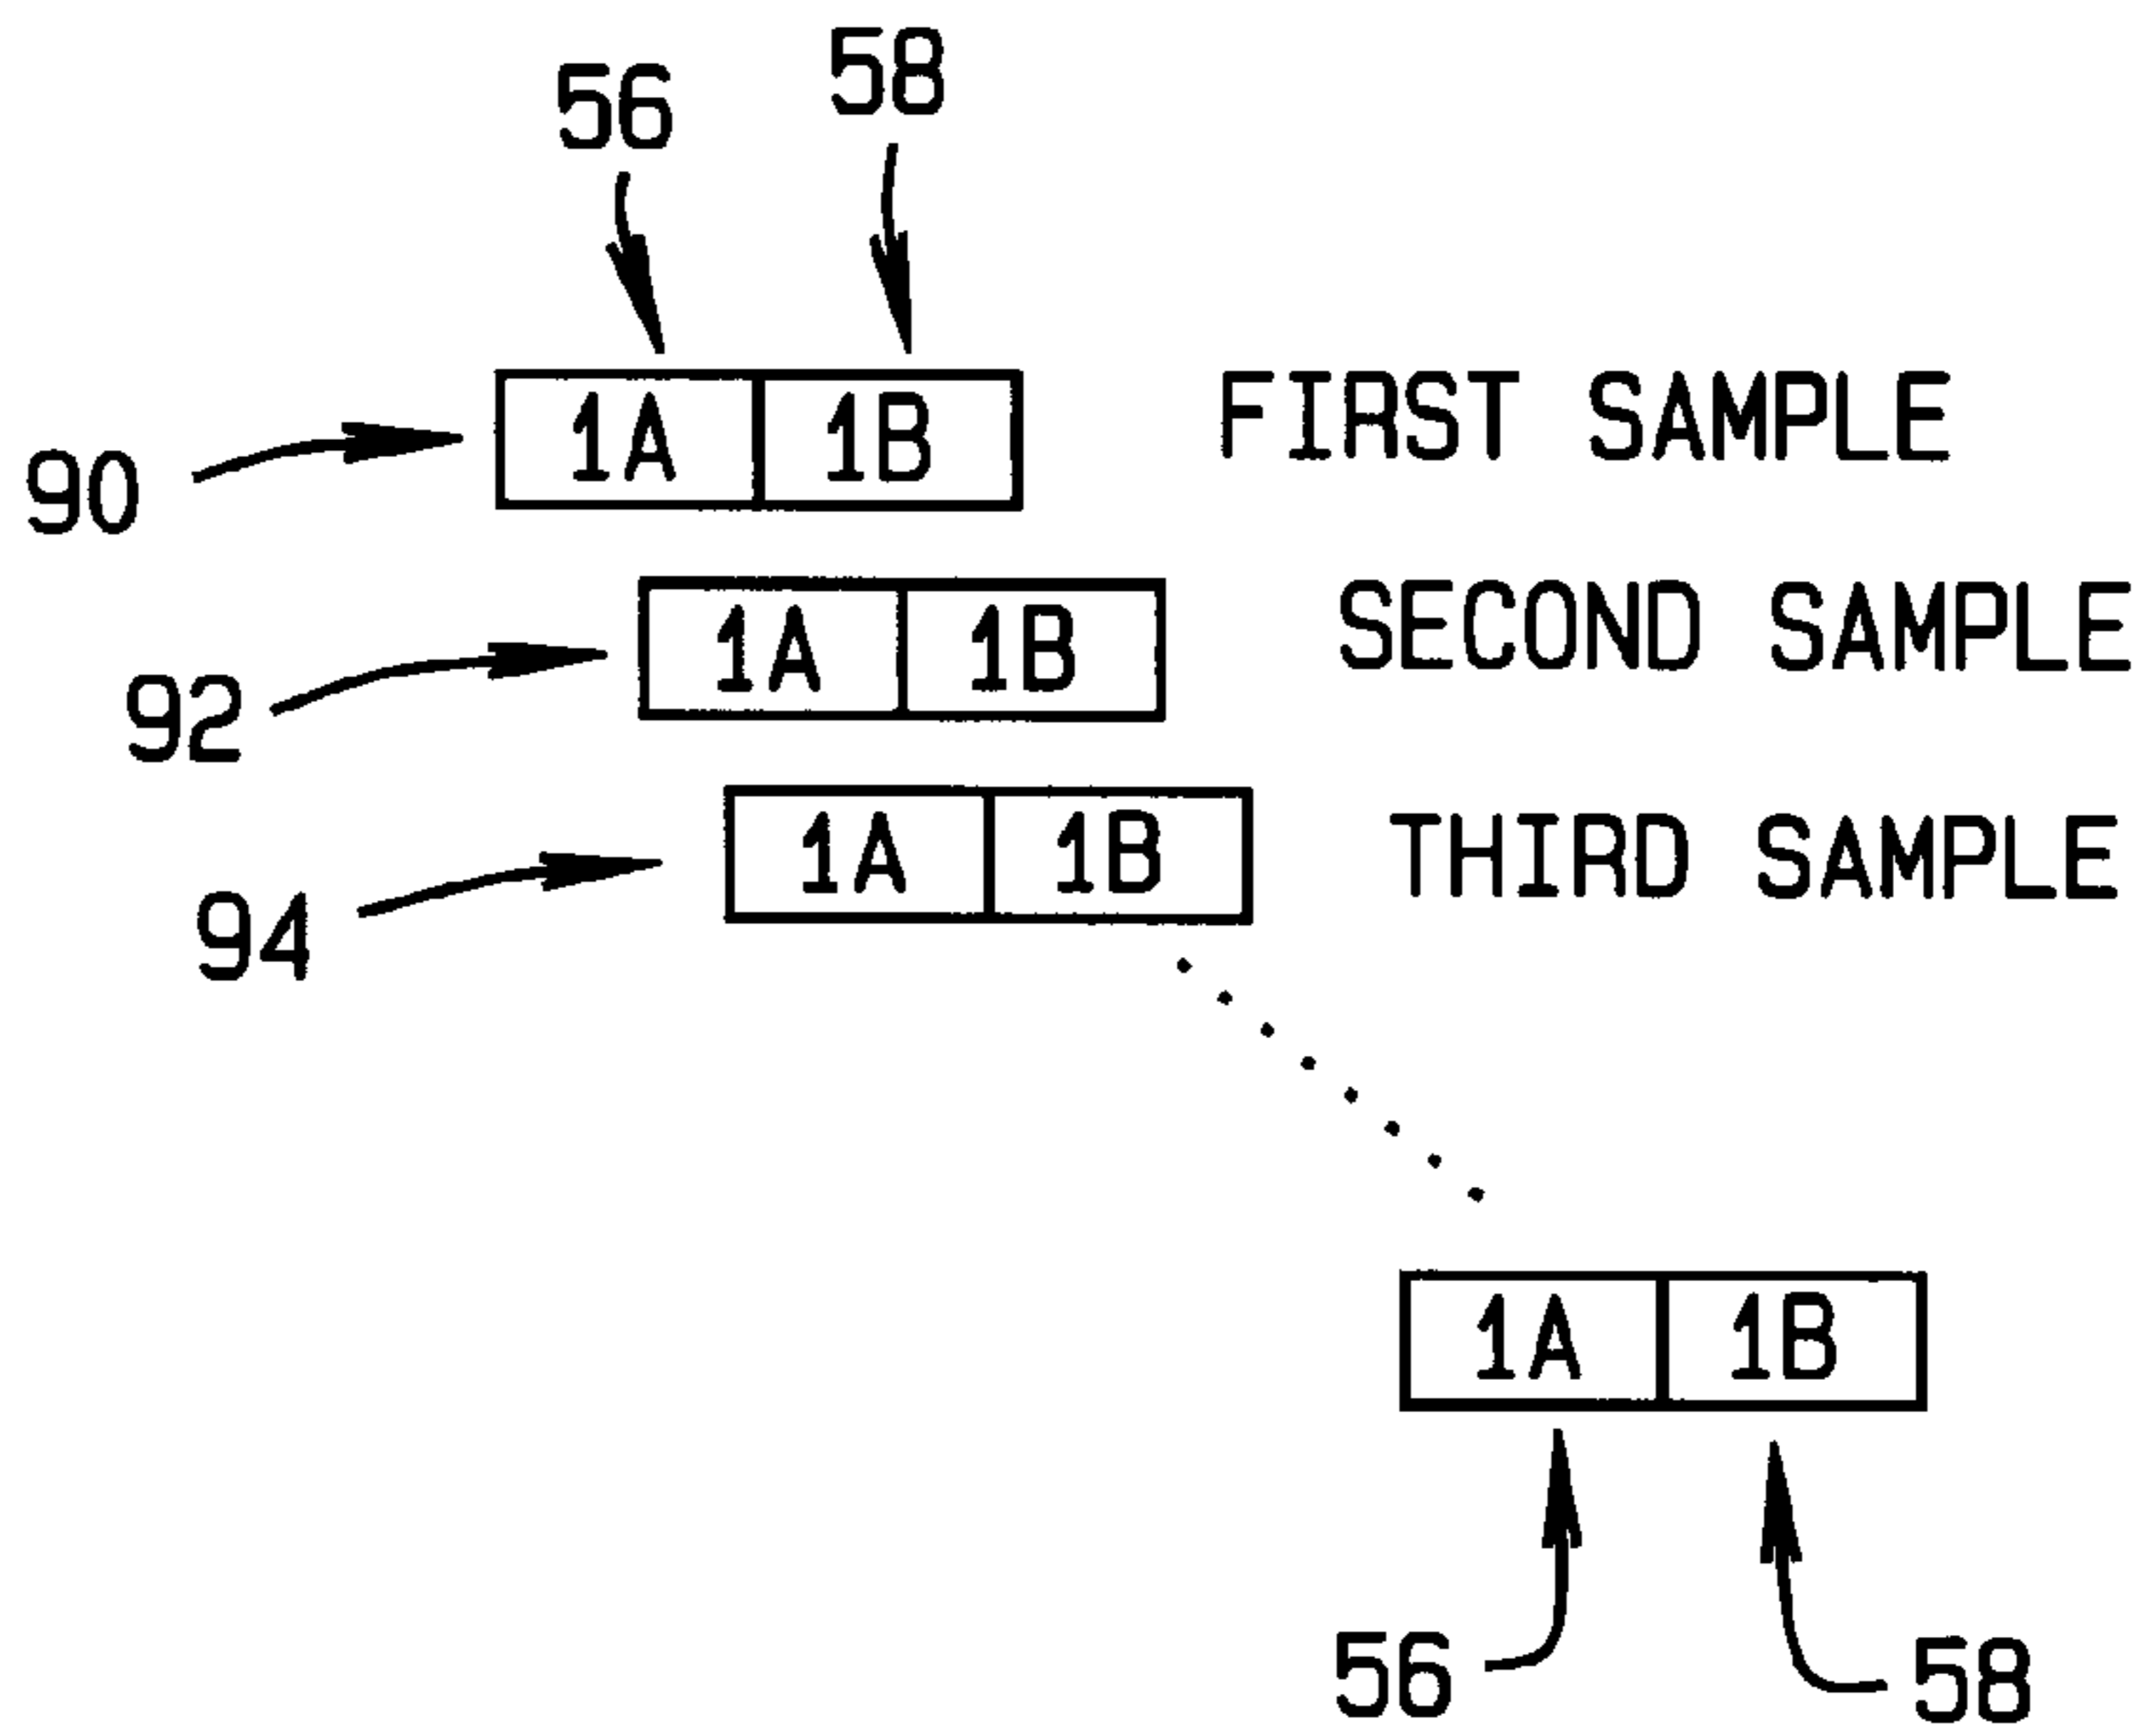 56 58
90 1A 1B FIRST SAMPLE
92 1A 1B SECOND SAMPLE
94 1A 1B THIRD SAMPLE
1A 1B
56 58